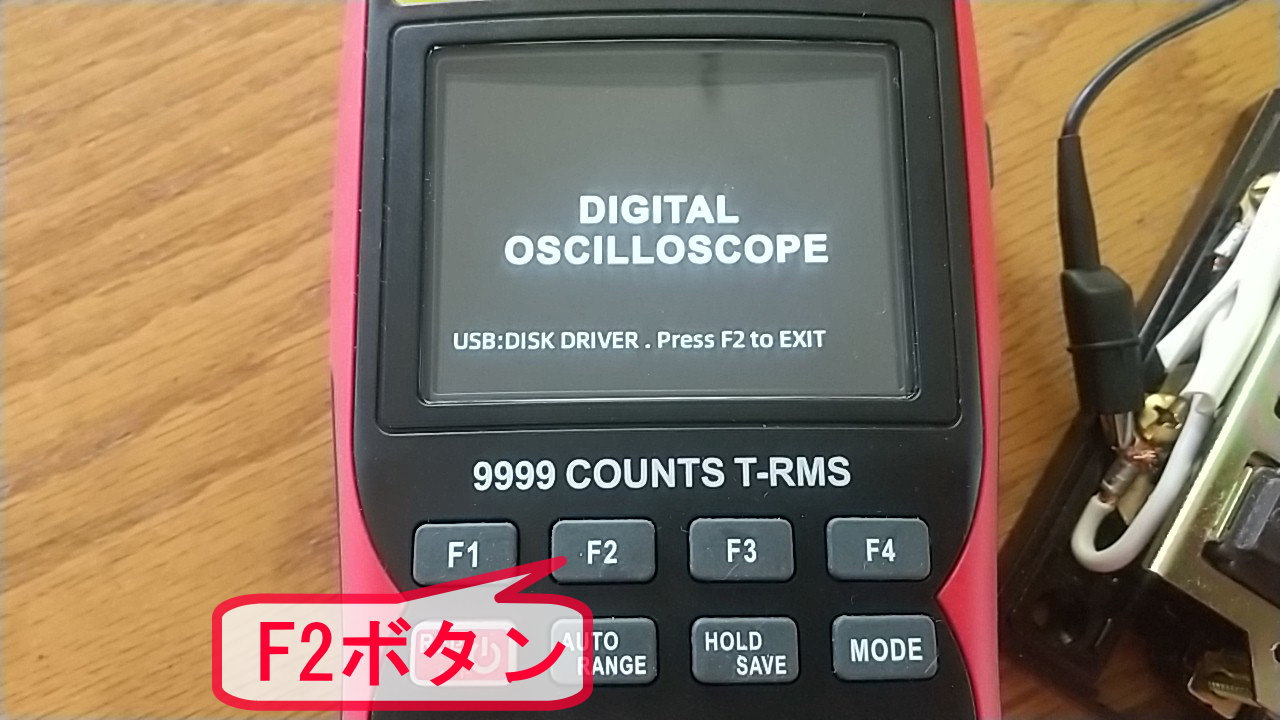 DIGITAL
OSCILLOSCOPE
USB:DISK DRIVER . Press F2 to EXIT
9999 COUNTS T-RMS
F1
F2
F3
F4
F2ボタン
AUTO
RANGE
HOLD
SAVE
MODE